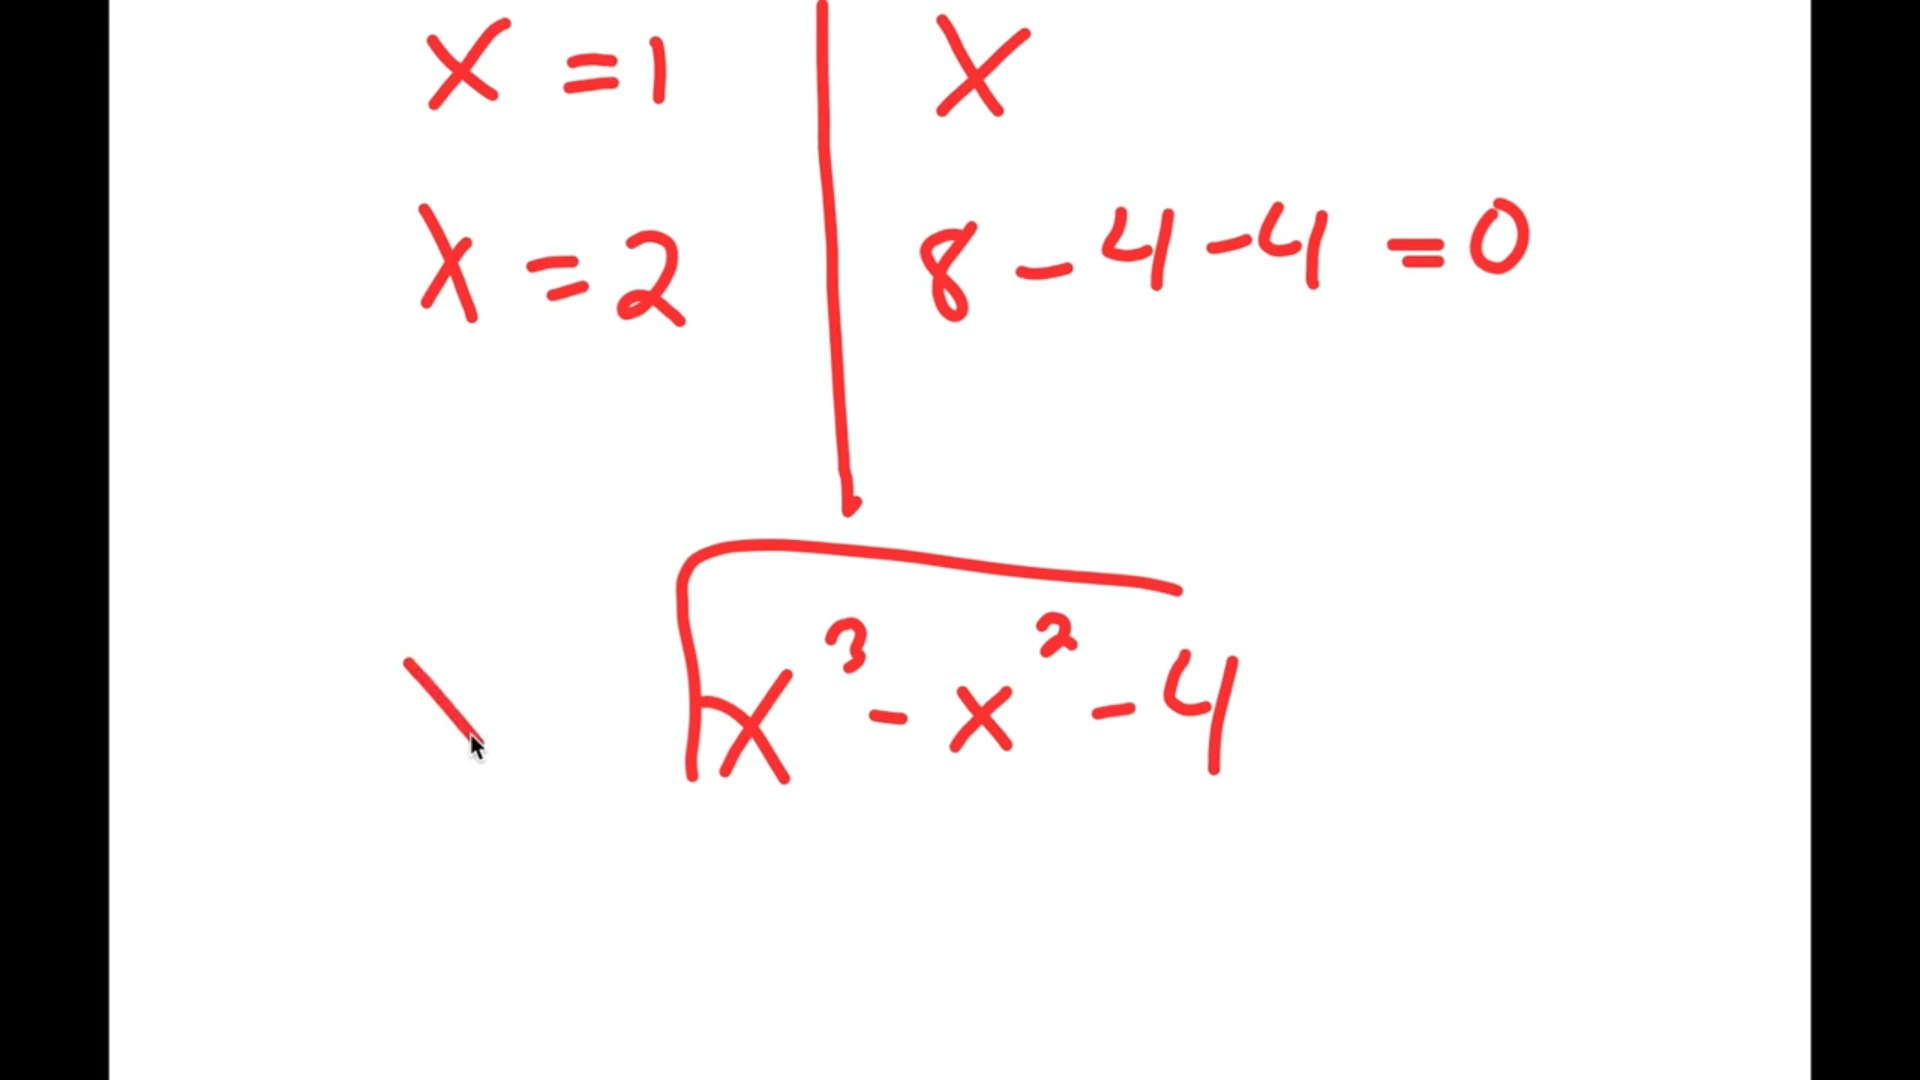 x = 1 x
x = 2 8 - 4 - 4 = 0
x³ - x² - 4